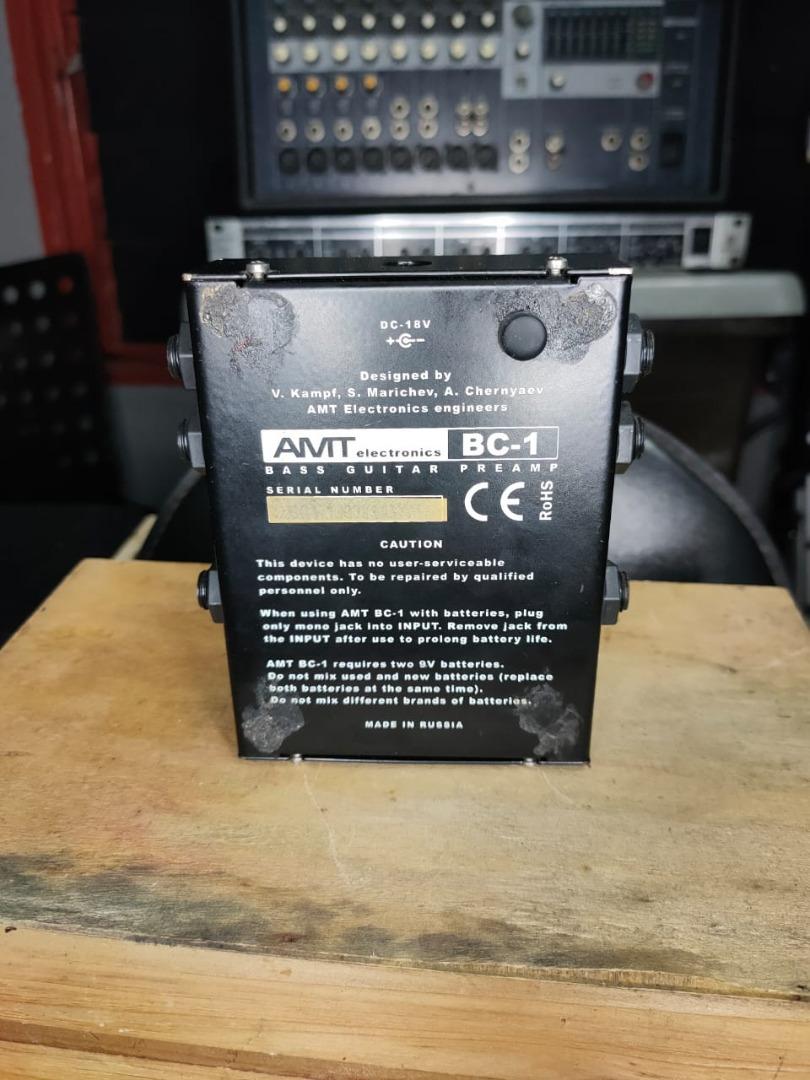 DC-18V
+ -
Designed by
V. Kampf, S. Marichev, A. Chernyaev
AMT Electronics engineers
AMT electronics BC-1
BASS GUITAR PREAMP
SERIAL NUMBER
CE RoHS
CAUTION
This device has no user-serviceable
components. To be repaired by qualified
personnel only.
When using AMT BC-1 with batteries, plug
only mono jack into INPUT. Remove jack from
the INPUT after use to prolong battery life.
AMT BC-1 requires two 9V batteries.
Do not mix used and new batteries (replace
both batteries at the same time).
Do not mix different brands of batteries.
MADE IN RUSSIA